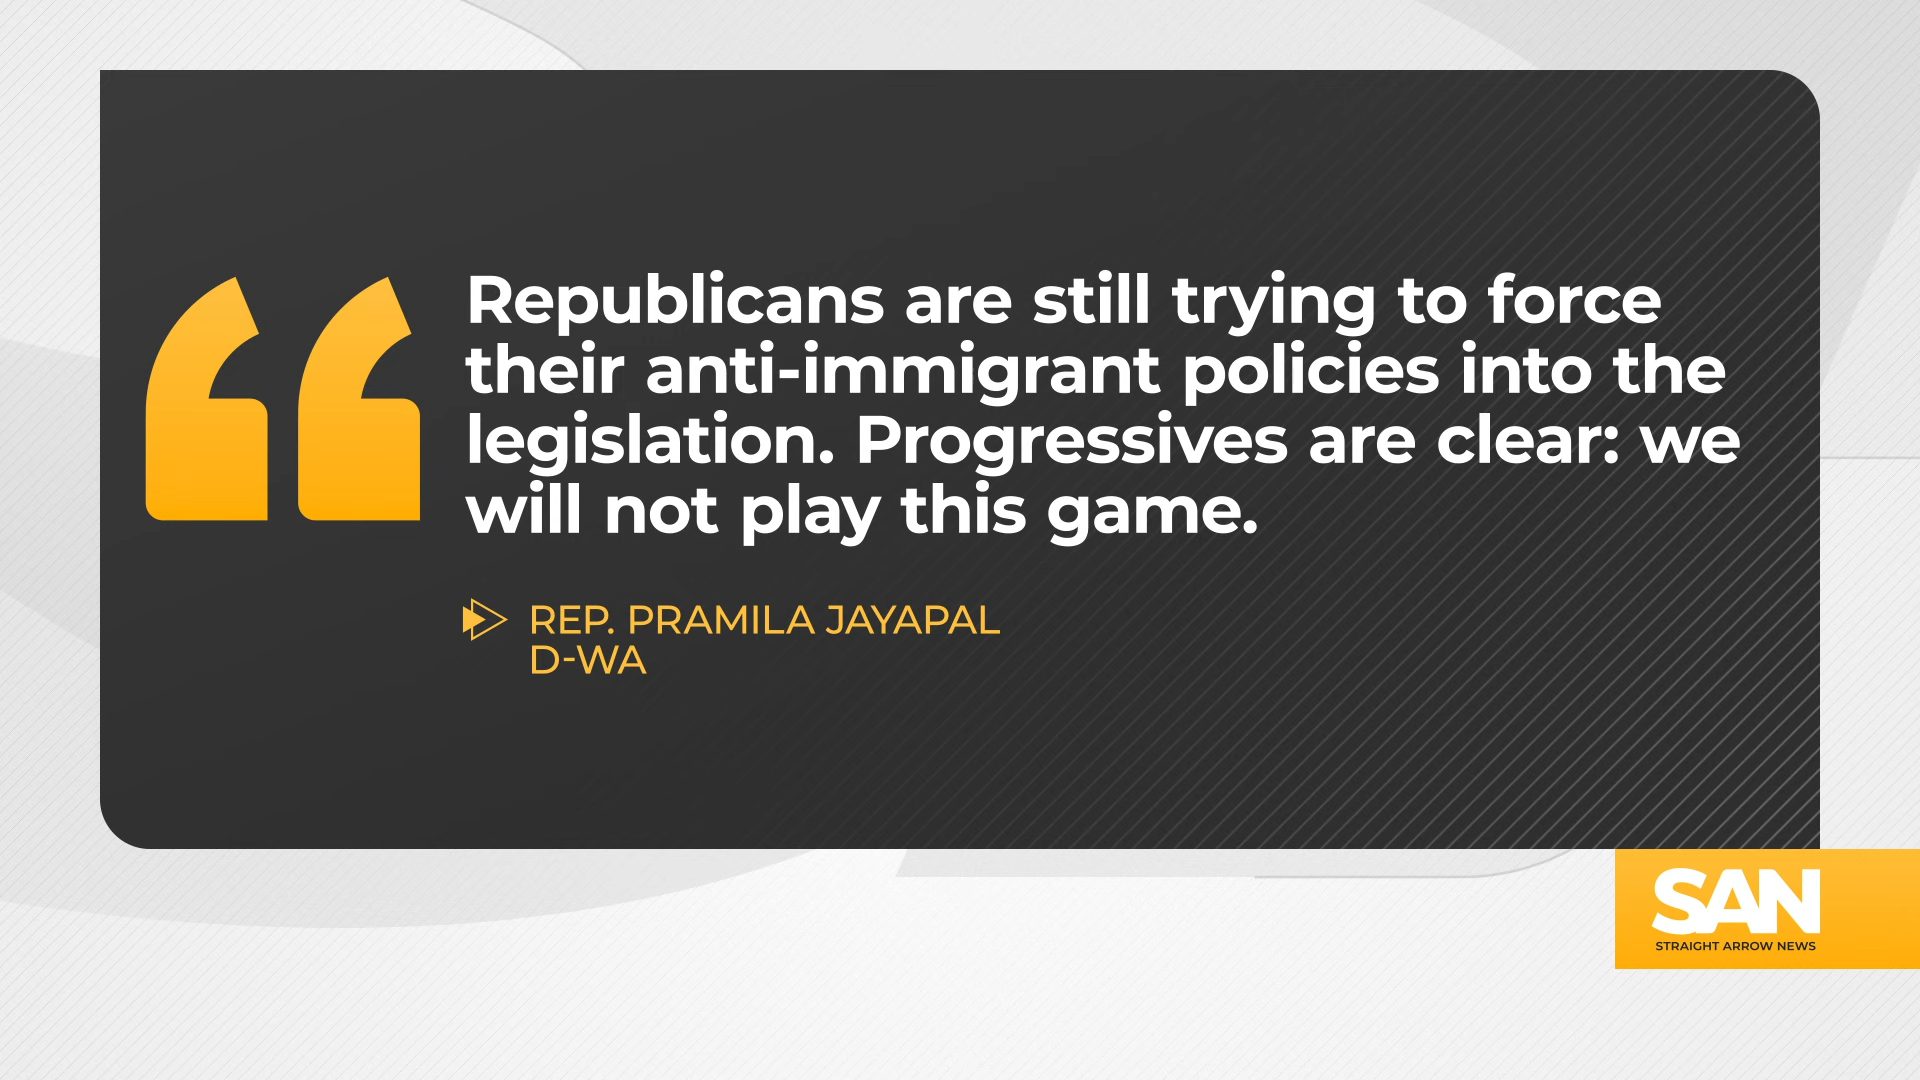 Republicans are still trying to force
their anti-immigrant policies into the
legislation. Progressives are clear: we
will not play this game.
REP. PRAMILA JAYAPAL
D-WA
SAN
STRAIGHT ARROW NEWS